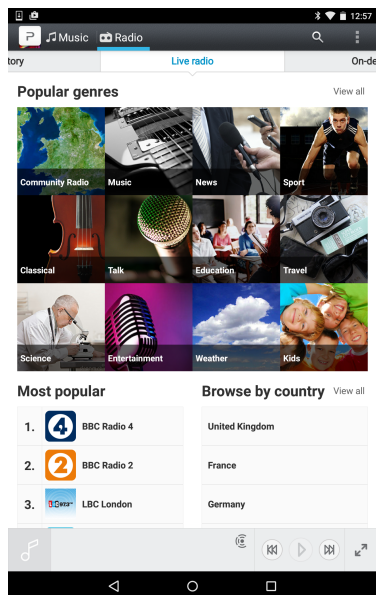 12:57
Music Radio
tory Live radio On-de
Popular genres View all
Community Radio Music News Sport
Classical Talk Education Travel
Science Entertainment Weather Kids
Most popular Browse by country View all
1. 4 BBC Radio 4 United Kingdom
2. 2 BBC Radio 2 France
3. LBC London Germany